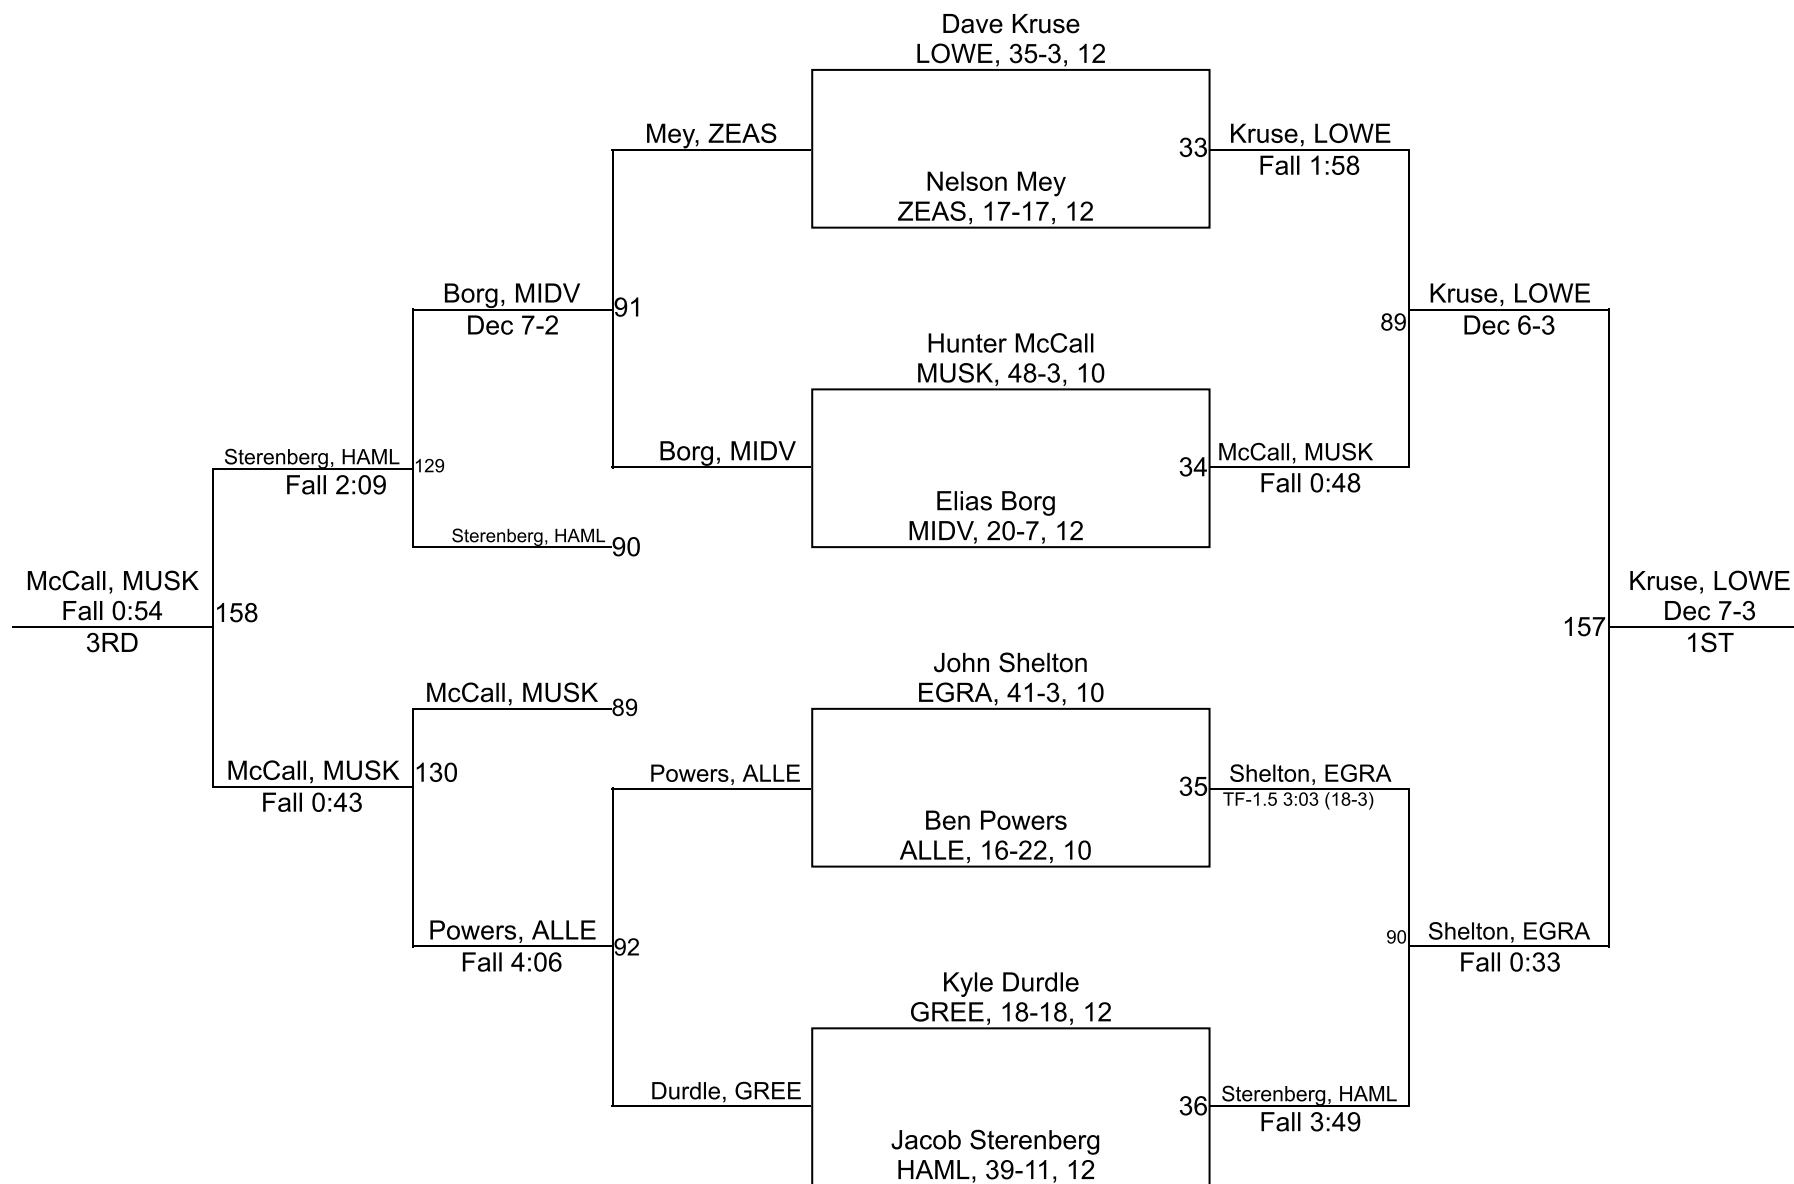 Dave Kruse
LOWE, 35-3, 12
Mey, ZEAS
33
Kruse, LOWE
Fall 1:58
Nelson Mey
ZEAS, 17-17, 12
Borg, MIDV
Dec 7-2
91
Kruse, LOWE
Dec 6-3
89
Hunter McCall
MUSK, 48-3, 10
Borg, MIDV
34
McCall, MUSK
Fall 0:48
Sterenberg, HAML
Fall 2:09
129
Elias Borg
MIDV, 20-7, 12
Sterenberg, HAML
90
McCall, MUSK
Fall 0:54
3RD
158
Kruse, LOWE
Dec 7-3
1ST
157
John Shelton
EGRA, 41-3, 10
McCall, MUSK
89
McCall, MUSK
Fall 0:43
130
Powers, ALLE
35
Shelton, EGRA
TF-1.5 3:03 (18-3)
Ben Powers
ALLE, 16-22, 10
Powers, ALLE
Fall 4:06
92
90
Shelton, EGRA
Fall 0:33
Kyle Durdle
GREE, 18-18, 12
Durdle, GREE
36
Sterenberg, HAML
Fall 3:49
Jacob Sterenberg
HAML, 39-11, 12